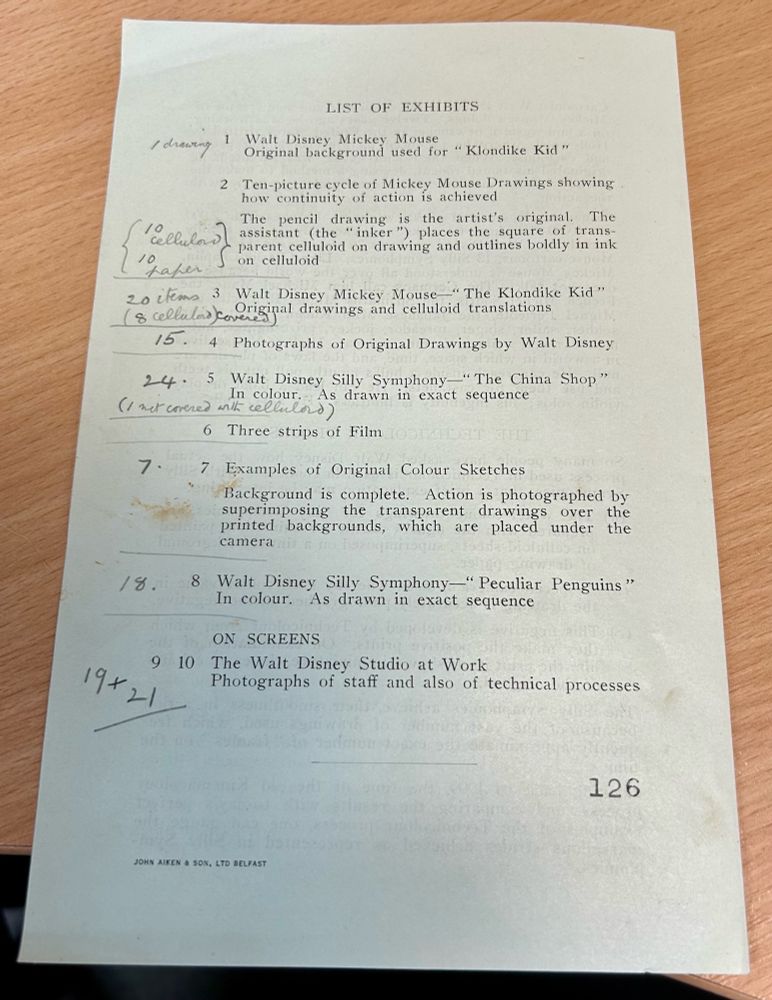 LIST OF EXHIBITS
1 drawing 1 Walt Disney Mickey Mouse
Original background used for "Klondike Kid"
2 Ten-picture cycle of Mickey Mouse Drawings showing
how continuity of action is achieved
The pencil drawing is the artist's original. The
assistant (the "inker") places the square of trans-
parent celluloid on drawing and outlines boldly in ink
on celluloid
10
celluloid
10
paper
20 items 3 Walt Disney Mickey Mouse—"The Klondike Kid"
Original drawings and celluloid translations
(8 celluloid covered)
15. 4 Photographs of Original Drawings by Walt Disney
24. 5 Walt Disney Silly Symphony—"The China Shop"
In colour. As drawn in exact sequence
(1 not covered with celluloid)
6 Three strips of Film
7. 7 Examples of Original Colour Sketches
Background is complete. Action is photographed by
superimposing the transparent drawings over the
printed backgrounds, which are placed under the
camera
18. 8 Walt Disney Silly Symphony—"Peculiar Penguins"
In colour. As drawn in exact sequence
ON SCREENS
9 10 The Walt Disney Studio at Work
Photographs of staff and also of technical processes
19+
21
126
JOHN AIKEN & SON, LTD BELFAST